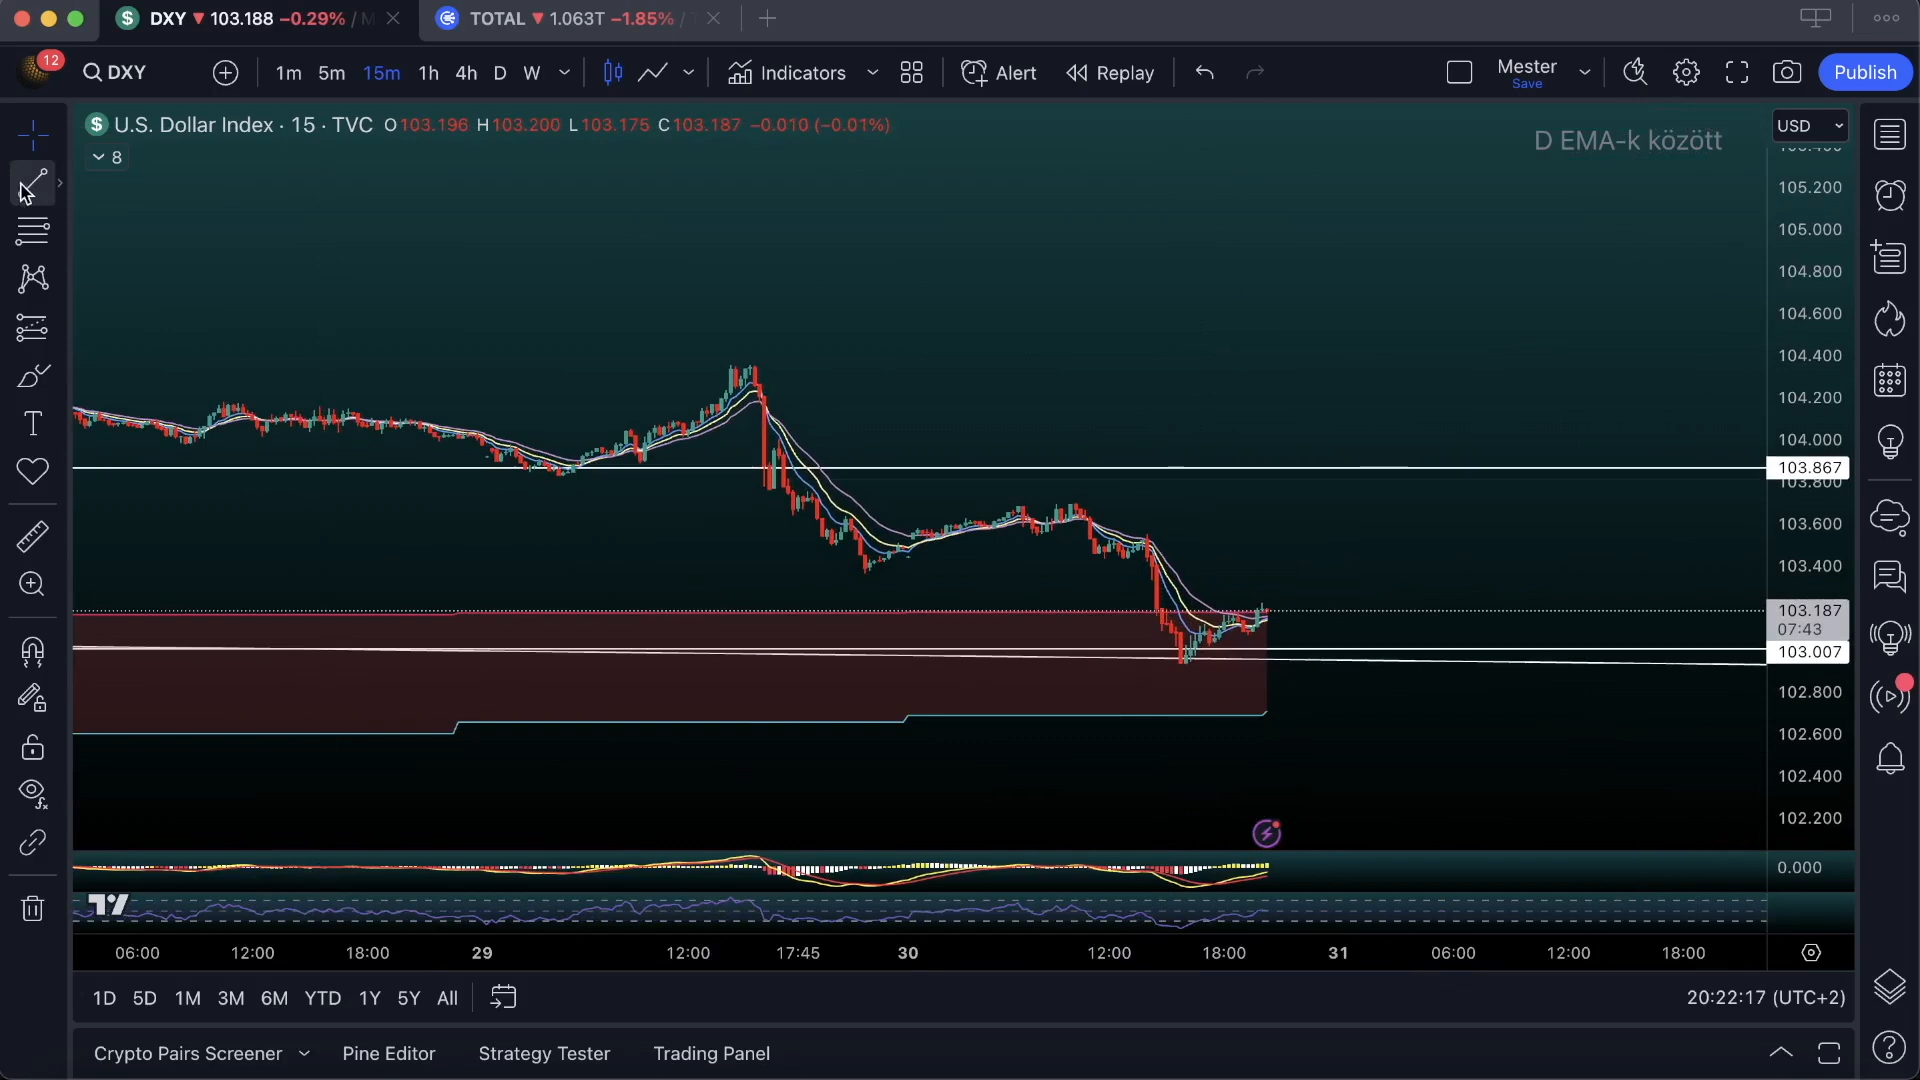 DXY 103.188 −0.29% / M
TOTAL 1.063T −1.85% /
12
DXY
1m 5m 15m 1h 4h D W
Indicators
Alert
Replay
Mester
Save
Publish
U.S. Dollar Index · 15 · TVC O103.196 H103.200 L103.175 C103.187 −0.010 (−0.01%)
8
D EMA-k között
USD
105.400
105.200
105.000
104.800
104.600
104.400
104.200
104.000
103.867
103.800
103.600
103.400
103.187
07:43
103.007
102.800
102.600
102.400
102.200
0.000
06:00 12:00 18:00 29 12:00 17:45 30 12:00 18:00 31 06:00 12:00 18:00
1D 5D 1M 3M 6M YTD 1Y 5Y All
20:22:17 (UTC+2)
Crypto Pairs Screener Pine Editor Strategy Tester Trading Panel